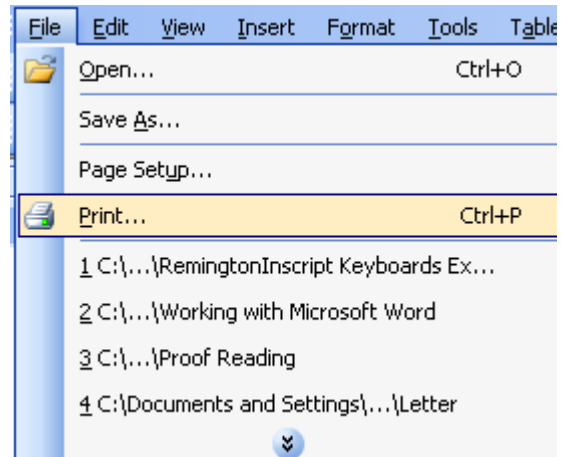 File Edit View Insert Format Tools Table
Open... Ctrl+O
Save As...
Page Setup...
Print... Ctrl+P
1 C:\...\RemingtonInscript Keyboards Ex...
2 C:\...\Working with Microsoft Word
3 C:\...\Proof Reading
4 C:\Documents and Settings\...\Letter